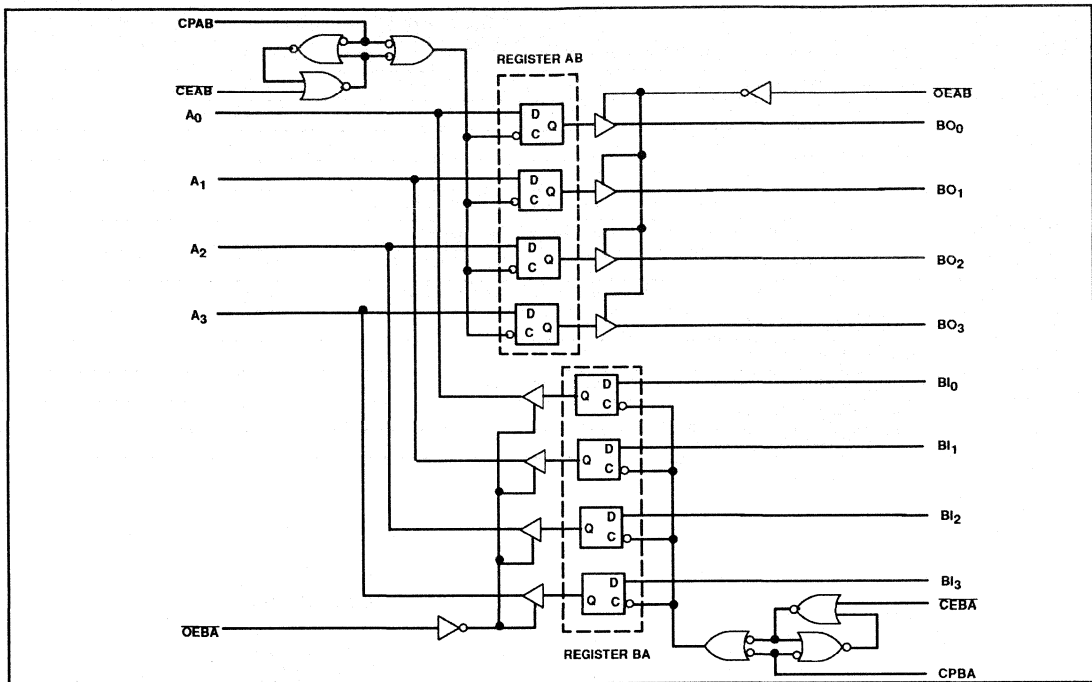 CPAB
REGISTER AB
CEAB
OEAB
A0
D
C
Q
BO0
A1
D
C
Q
BO1
A2
D
C
Q
BO2
A3
D
C
Q
BO3
Q
D
C
BI0
Q
D
C
BI1
Q
D
C
BI2
Q
D
C
BI3
CEBA
OEBA
REGISTER BA
CPBA